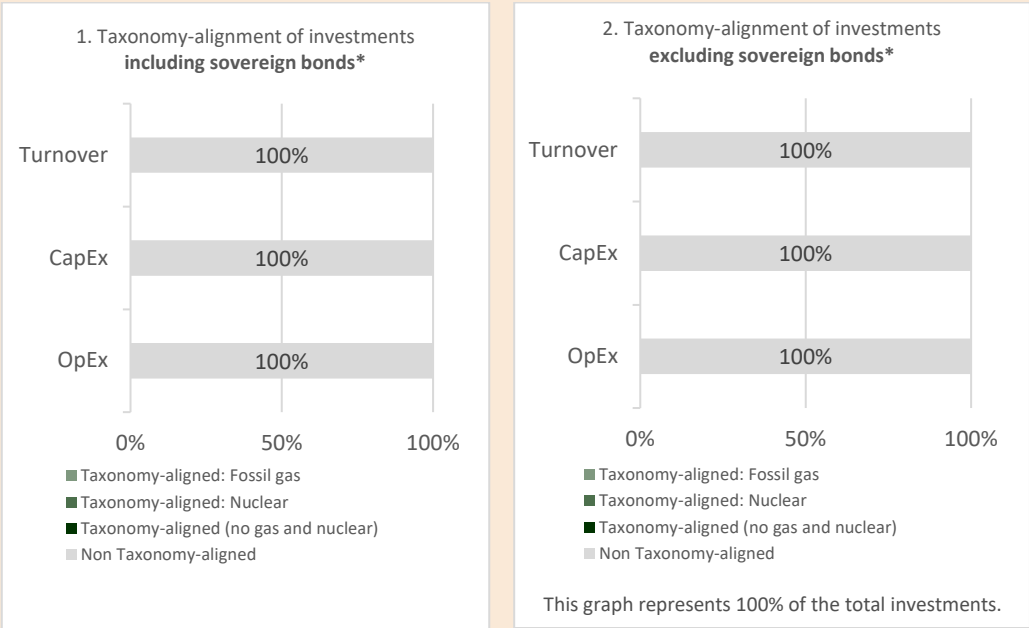 1. Taxonomy-alignment of investments
including sovereign bonds*
Turnover
100%
CapEx
100%
OpEx
100%
0%
50%
100%
Taxonomy-aligned: Fossil gas
Taxonomy-aligned: Nuclear
Taxonomy-aligned (no gas and nuclear)
Non Taxonomy-aligned
2. Taxonomy-alignment of investments
excluding sovereign bonds*
Turnover
100%
CapEx
100%
OpEx
100%
0%
50%
100%
Taxonomy-aligned: Fossil gas
Taxonomy-aligned: Nuclear
Taxonomy-aligned (no gas and nuclear)
Non Taxonomy-aligned
This graph represents 100% of the total investments.